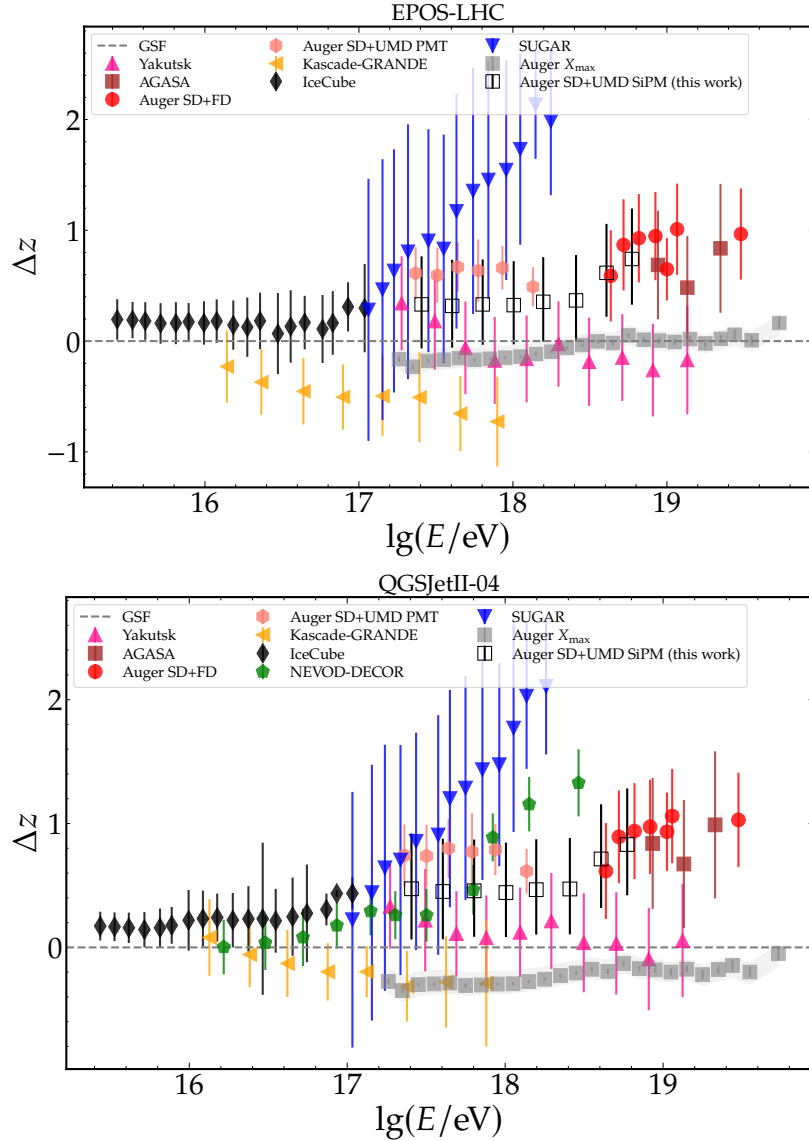 EPOS-LHC
GSF
Yakutsk
AGASA
Auger SD+FD
Auger SD+UMD PMT
Kascade-GRANDE
IceCube
SUGAR
Auger Xmax
Auger SD+UMD SiPM (this work)
2
1
0
−1
Δz
16 17 18 19
lg(E/eV)
QGSJetII-04
GSF
Yakutsk
AGASA
Auger SD+FD
Auger SD+UMD PMT
Kascade-GRANDE
IceCube
NEVOD-DECOR
SUGAR
Auger Xmax
Auger SD+UMD SiPM (this work)
2
1
0
Δz
16 17 18 19
lg(E/eV)